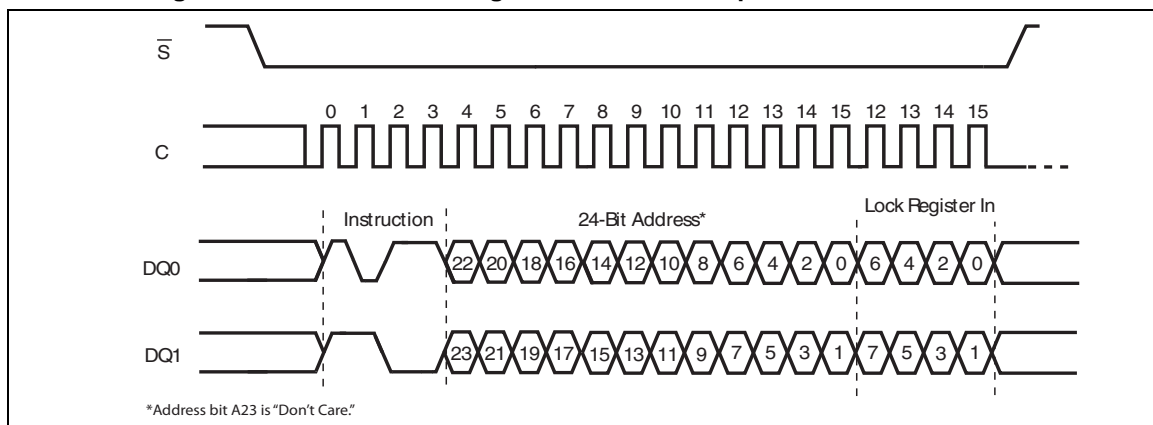 S
0 1 2 3 4 5 6 7 8 9 10 11 12 13 14 15 12 13 14 15
C
Instruction 24-Bit Address* Lock Register In
DQ0 22 20 18 16 14 12 10 8 6 4 2 0 6 4 2 0
DQ1 23 21 19 17 15 13 11 9 7 5 3 1 7 5 3 1
*Address bit A23 is "Don't Care."